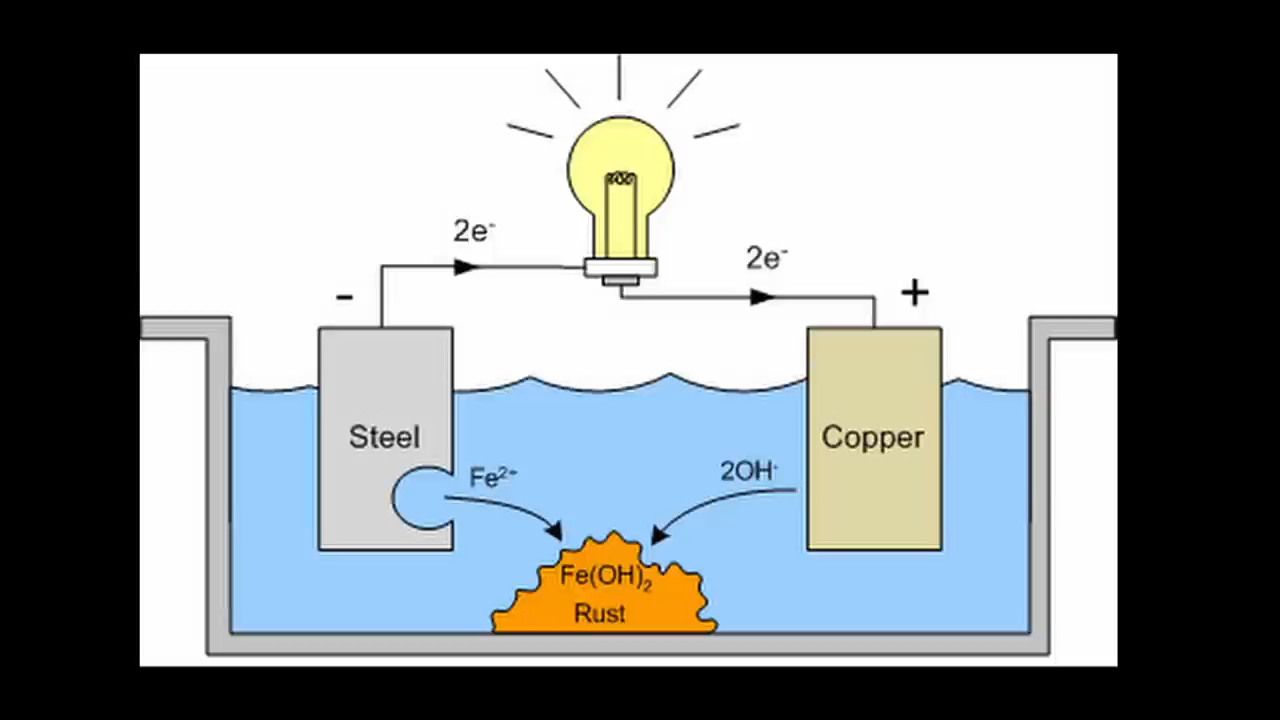 2e⁻
2e⁻
-
+
Steel
Copper
Fe²⁺
2OH⁻
Fe(OH)₂
Rust